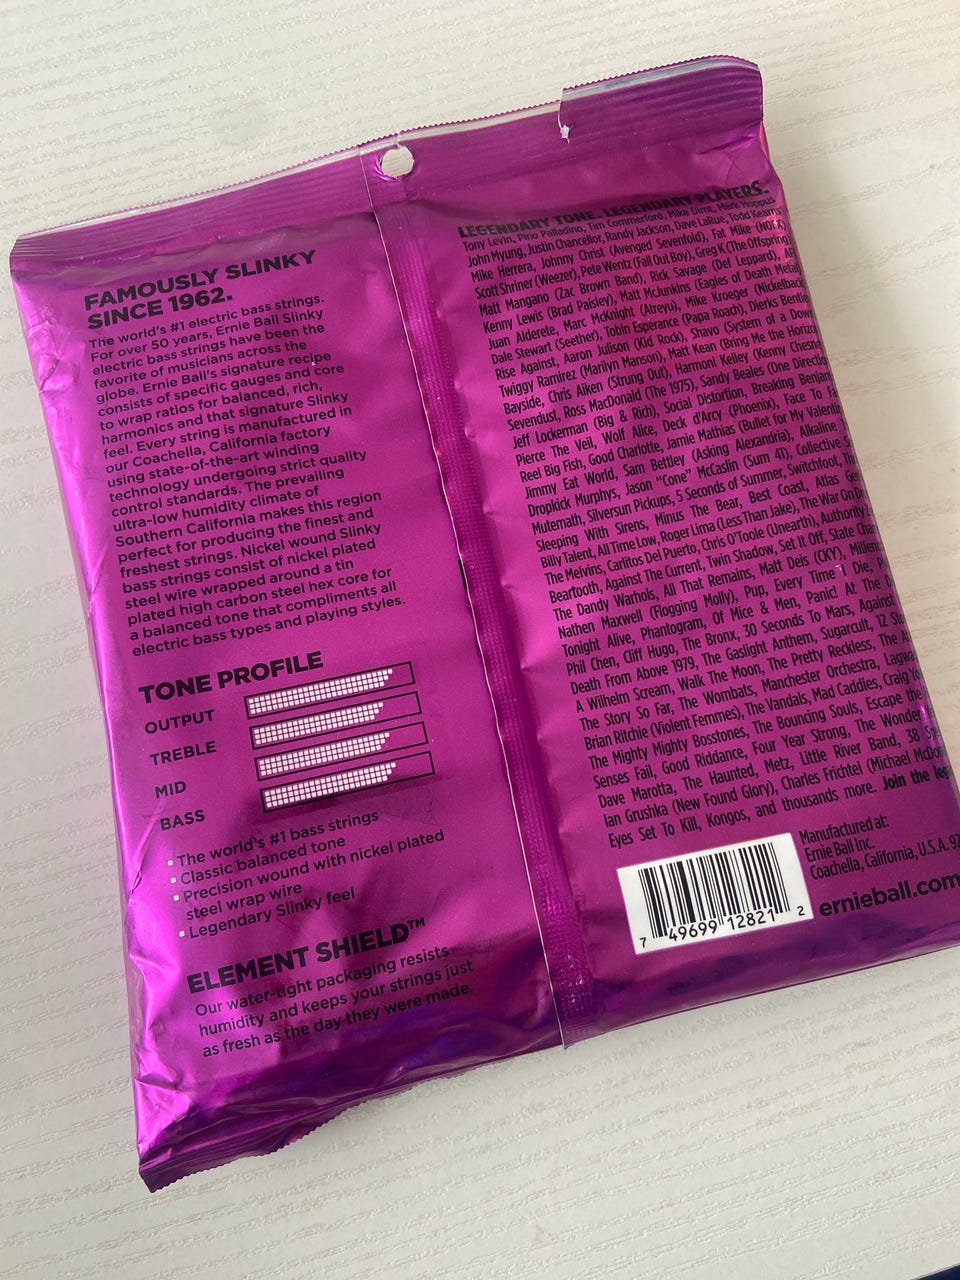 FAMOUSLY SLINKY
SINCE 1962.
The world's #1 electric bass strings.
For over 50 years, Ernie Ball Slinky
electric bass strings have been the
favorite of musicians across the
globe. Ernie Ball's signature recipe
consists of specific gauges and core
to wrap ratios for balanced, rich,
harmonics and that signature Slinky
feel. Every string is manufactured in
our Coachella, California factory
using state-of-the-art winding
technology undergoing strict quality
control standards. The prevailing
ultra-low humidity climate of
Southern California makes this region
perfect for producing the finest and
freshest strings. Nickel wound Slinky
bass strings consist of nickel plated
steel wire wrapped around a tin
plated high carbon steel hex core for
a balanced tone that compliments all
electric bass types and playing styles.
TONE PROFILE
OUTPUT
TREBLE
MID
BASS
The world's #1 bass strings
Classic balanced tone
Precision wound with nickel plated
steel wrap wire
Legendary Slinky feel
ELEMENT SHIELD™
Our water-tight packaging resists
humidity and keeps your strings just
as fresh as the day they were made.
LEGENDARY TONE. LEGENDARY PLAYERS.
Tony Levin, Pino Palladino, Tim Commerford, Mike Dirnt, Mark Hoppus
John Myung, Justin Chancellor, Randy Jackson, Dave LaRue, Todd Kearns
Mike Herrera, Johnny Christ (Avenged Sevenfold), Fat Mike (NOFX)
Scott Shriner (Weezer), Pete Wentz (Fall Out Boy), Greg K (The Offspring)
Matt Mangano (Zac Brown Band), Rick Savage (Def Leppard),
Kenny Lewis (Brad Paisley), Matt McJunkins (Eagles of Death Metal
Juan Alderete, Marc McKnight (Atreyu), Mike Kroeger (Nickelback
Dale Stewart (Seether), Tobin Esperance (Papa Roach), Dierks
Rise Against, Aaron Julison (Kid Rock), Shavo (System of a Down
Twiggy Ramirez (Marilyn Manson), Matt Kean (Bring Me the
Bayside, Chris Aiken (Strung Out), Harmoni Kelley (Kenny
Sevendust, Ross MacDonald (The 1975), Sandy Beales (One
Jeff Lockerman (Big & Rich), Social Distortion, Breaking
Pierce The Veil, Wolf Alice, Deck d'Arcy (Phoenix), Face To
Reel Big Fish, Good Charlotte, Jamie Mathias (Bullet for My
Jimmy Eat World, Sam Bettley (Asking Alexandria), Alkaline
Dropkick Murphys, Jason "Cone" McCaslin (Sum 41), Collective
Mutemath, Silversun Pickups, 5 Seconds of Summer, Switchfoot,
Sleeping With Sirens, Minus The Bear, Best Coast, Atlas
Billy Talent, All Time Low, Roger Lima (Less Than Jake), The War On
The Melvins, Carlitos Del Puerto, Chris O'Toole (Unearth), Authority
Beartooth, Against The Current, Twin Shadow, Set It Off, State
The Dandy Warhols, All That Remains, Matt Deis (CKY),
Nathen Maxwell (Flogging Molly), Pup, Every Time I Die,
Tonight Alive, Phantogram, Of Mice & Men, Panic! At The
Phil Chen, Cliff Hugo, The Bronx, 30 Seconds To Mars, Against
Death From Above 1979, The Gaslight Anthem, Sugarcult, 12
A Wilhelm Scream, Walk The Moon, The Pretty Reckless, The
The Story So Far, The Wombats, Manchester Orchestra,
Brian Ritchie (Violent Femmes), The Vandals, Mad Caddies, Craig
The Mighty Mighty Bosstones, The Bouncing Souls, Escape the
Senses Fail, Good Riddance, Four Year Strong, The Wonder
Dave Marotta, The Haunted, Metz, Little River Band, 38
Ian Grushka (New Found Glory), Charles Frichtel (Michael
Eyes Set To Kill, Kongos, and thousands more. Join the
Manufactured at:
Ernie Ball Inc.
Coachella, California, U.S.A.
ernieball.com
7 49699 12821 2